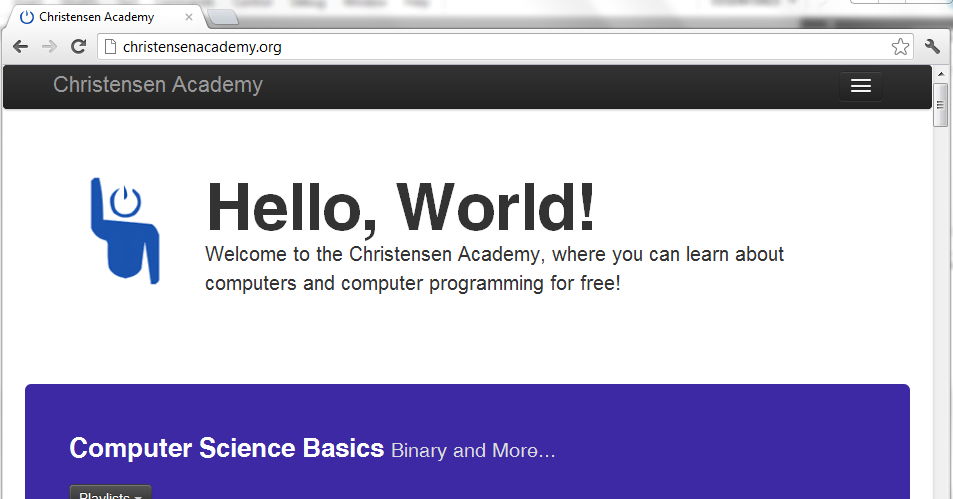 Christensen Academy
christensenacademy.org
Christensen Academy
Hello, World!
Welcome to the Christensen Academy, where you can learn about
computers and computer programming for free!
Computer Science Basics Binary and More...
Playlists